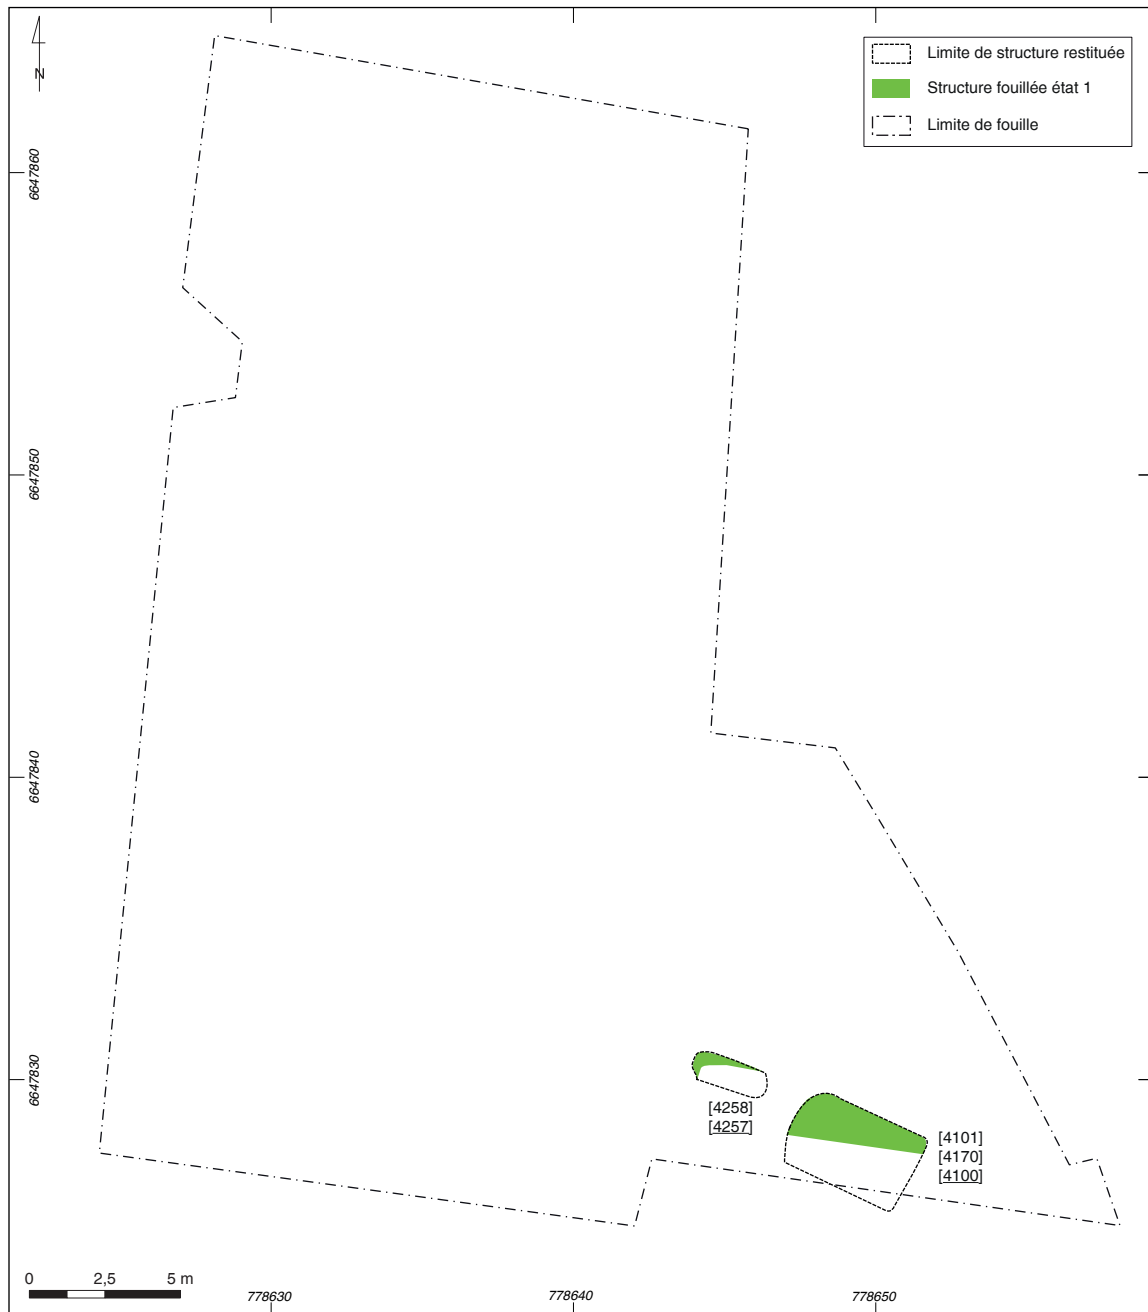 N
Limite de structure restituée
Structure fouillée état 1
Limite de fouille
6647860
6647850
6647840
6647830
[4258]
[4257]
[4101]
[4170]
[4100]
0 2,5 5 m
778630 778640 778650